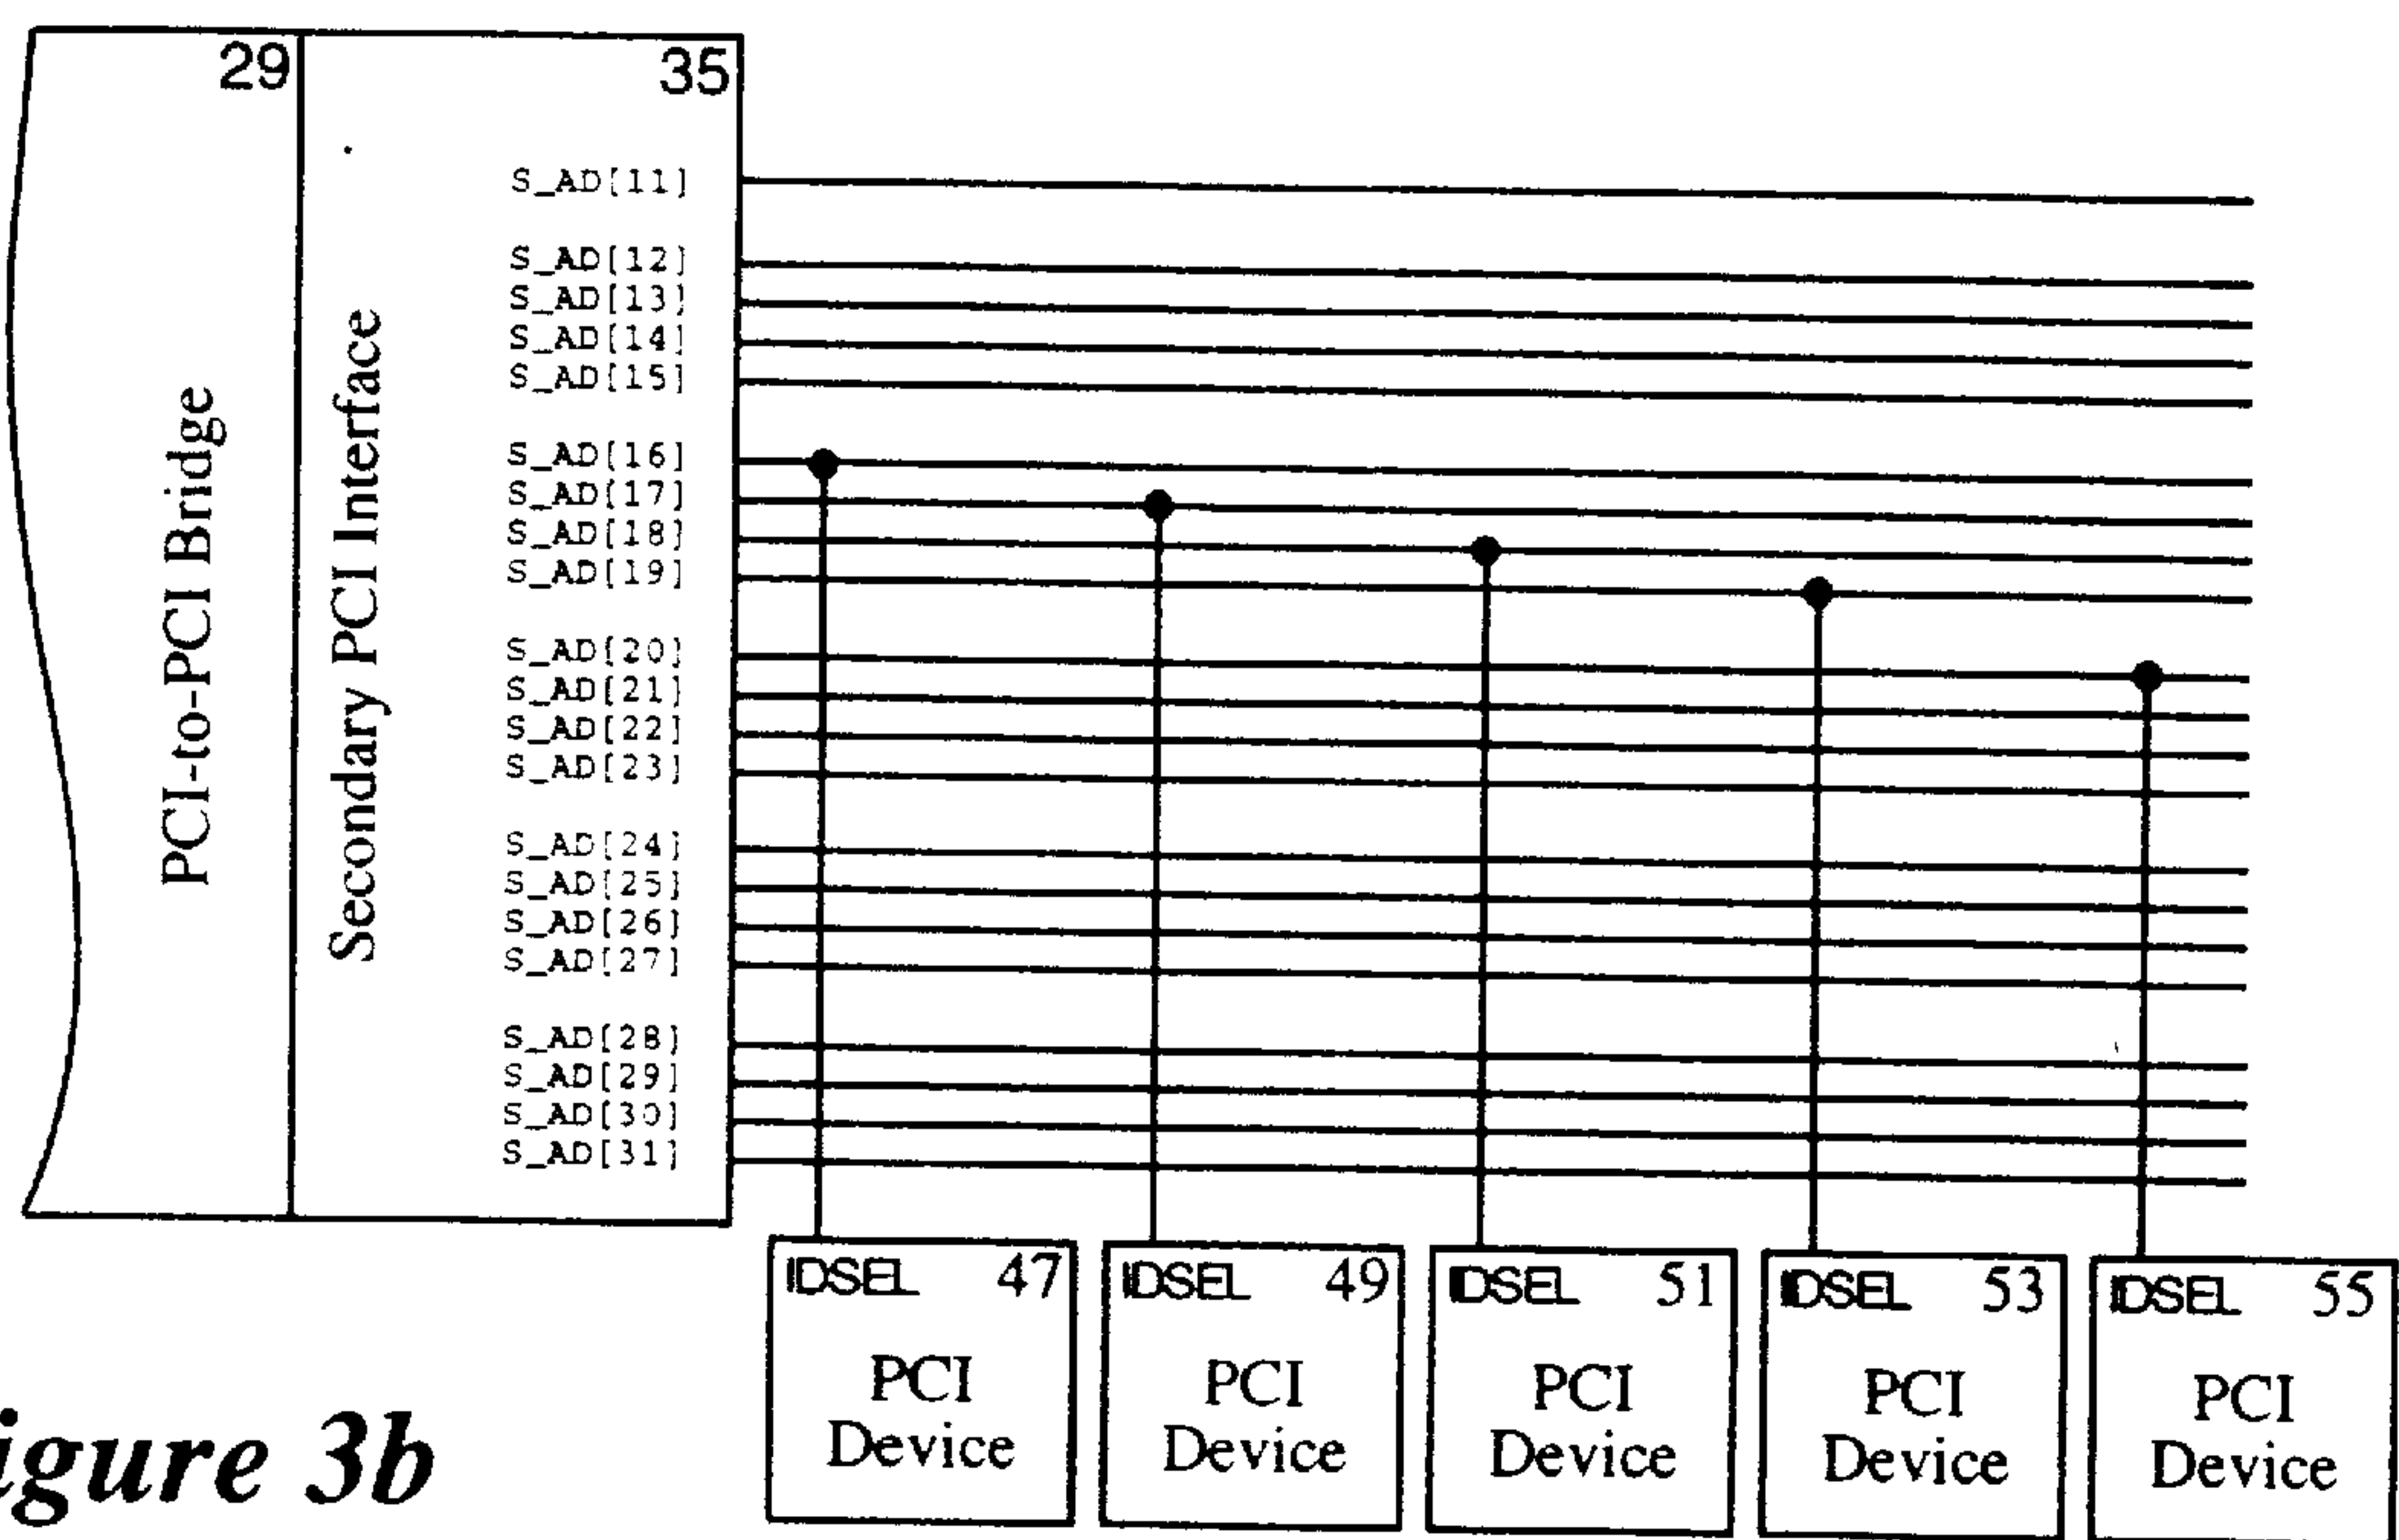 29
35
PCI-to-PCI Bridge
Secondary PCI Interface
S_AD[11]
S_AD[12]
S_AD[13]
S_AD[14]
S_AD[15]
S_AD[16]
S_AD[17]
S_AD[18]
S_AD[19]
S_AD[20]
S_AD[21]
S_AD[22]
S_AD[23]
S_AD[24]
S_AD[25]
S_AD[26]
S_AD[27]
S_AD[28]
S_AD[29]
S_AD[30]
S_AD[31]
IDSEL 47
PCI
Device
IDSEL 49
PCI
Device
IDSEL 51
PCI
Device
IDSEL 53
PCI
Device
IDSEL 55
PCI
Device
igure 3b